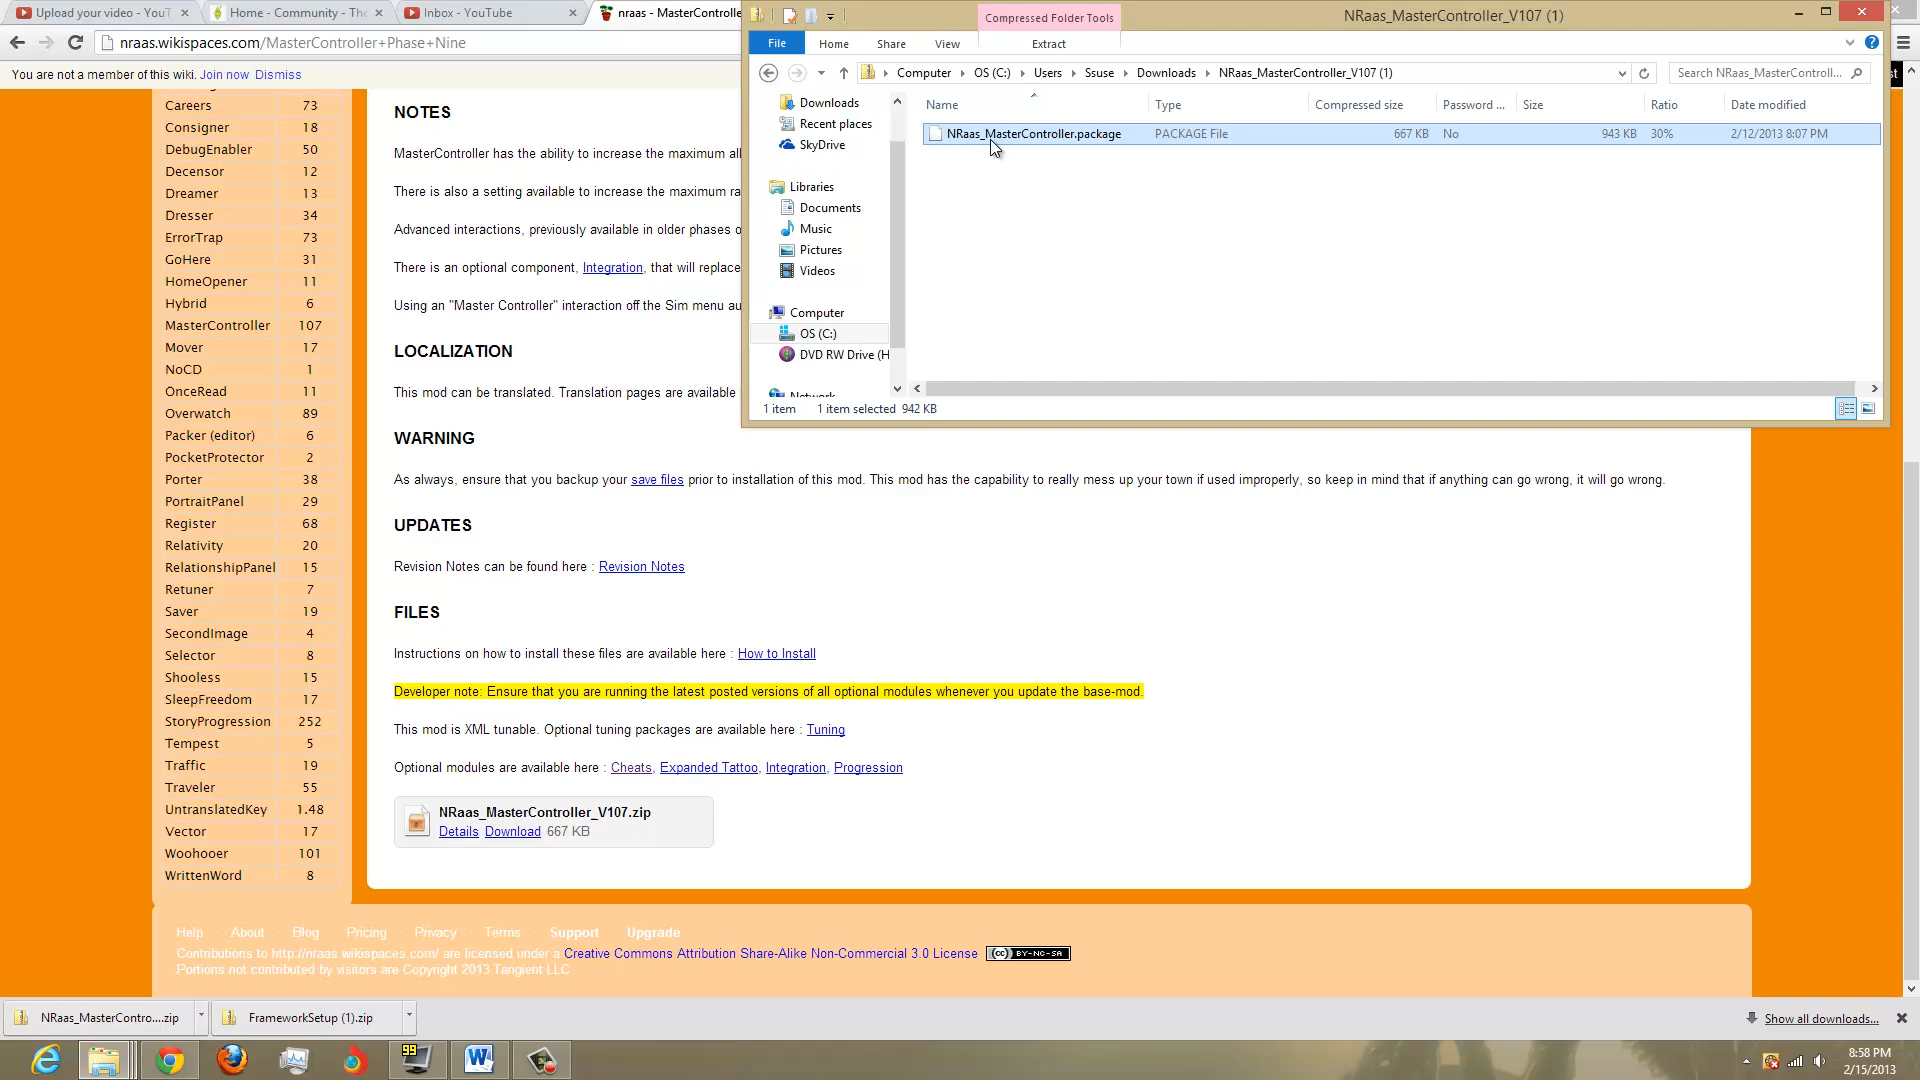 Upload your video - YouT
Home - Community - The
Inbox - YouTube
nraas - MasterControlle
nraas.wikispaces.com/MasterController+Phase+Nine
You are not a member of this wiki. Join now Dismiss
Careers 73
Consigner 18
DebugEnabler 50
Decensor 12
Dreamer 13
Dresser 34
ErrorTrap 73
GoHere 31
HomeOpener 11
Hybrid 6
MasterController 107
Mover 17
NoCD 1
OnceRead 11
Overwatch 89
Packer (editor) 6
PocketProtector 2
Porter 38
PortraitPanel 29
Register 68
Relativity 20
RelationshipPanel 15
Retuner 7
Saver 19
SecondImage 4
Selector 8
Shooless 15
SleepFreedom 17
StoryProgression 252
Tempest 5
Traffic 19
Traveler 55
UntranslatedKey 1.48
Vector 17
Woohooer 101
WrittenWord 8
NOTES
MasterController has the ability to increase the maximum all
There is also a setting available to increase the maximum ra
Advanced interactions, previously available in older phases o
There is an optional component, Integration, that will replace
Using an "Master Controller" interaction off the Sim menu au
LOCALIZATION
This mod can be translated. Translation pages are available
WARNING
As always, ensure that you backup your save files prior to installation of this mod. This mod has the capability to really mess up your town if used improperly, so keep in mind that if anything can go wrong, it will go wrong.
UPDATES
Revision Notes can be found here : Revision Notes
FILES
Instructions on how to install these files are available here : How to Install
Developer note: Ensure that you are running the latest posted versions of all optional modules whenever you update the base-mod.
This mod is XML tunable. Optional tuning packages are available here : Tuning
Optional modules are available here : Cheats, Expanded Tattoo, Integration, Progression
NRaas_MasterController_V107.zip
Details Download 667 KB
Compressed Folder Tools
NRaas_MasterController_V107 (1)
File Home Share View Extract
Computer OS (C:) Users Ssuse Downloads NRaas_MasterController_V107 (1)
Search NRaas_MasterControll...
Name Type Compressed size Password ... Size Ratio Date modified
NRaas_MasterController.package PACKAGE File 667 KB No 943 KB 30% 2/12/2013 8:07 PM
Downloads
Recent places
SkyDrive
Libraries
Documents
Music
Pictures
Videos
Computer
OS (C:)
DVD RW Drive (H
Network
1 item 1 item selected 942 KB
Help · About · Blog · Pricing · Privacy · Terms · Support · Upgrade
Contributions to http://nraas.wikispaces.com/ are licensed under a Creative Commons Attribution Share-Alike Non-Commercial 3.0 License
(cc) BY-NC-SA
Portions not contributed by visitors are Copyright 2013 Tangient LLC
NRaas_MasterContro....zip
FrameworkSetup (1).zip
Show all downloads...
99
8:58 PM
2/15/2013